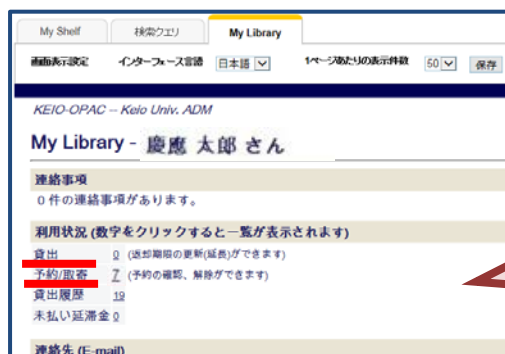 My Shelf 検索クエリ My Library
画面表示設定 インターフェース言語 日本語 1ページあたりの表示件数 50 保存
KEIO-OPAC – Keio Univ. ADM
My Library - 慶應 太郎 さん
連絡事項
0 件の連絡事項があります。
利用状況 (数字をクリックすると一覧が表示されます)
貸出 0 (返却期限の更新(延長)ができます)
予約/取寄 7 (予約の確認、解除ができます)
貸出履歴 19
未払い延滞金 0
連絡先 (E-mail)